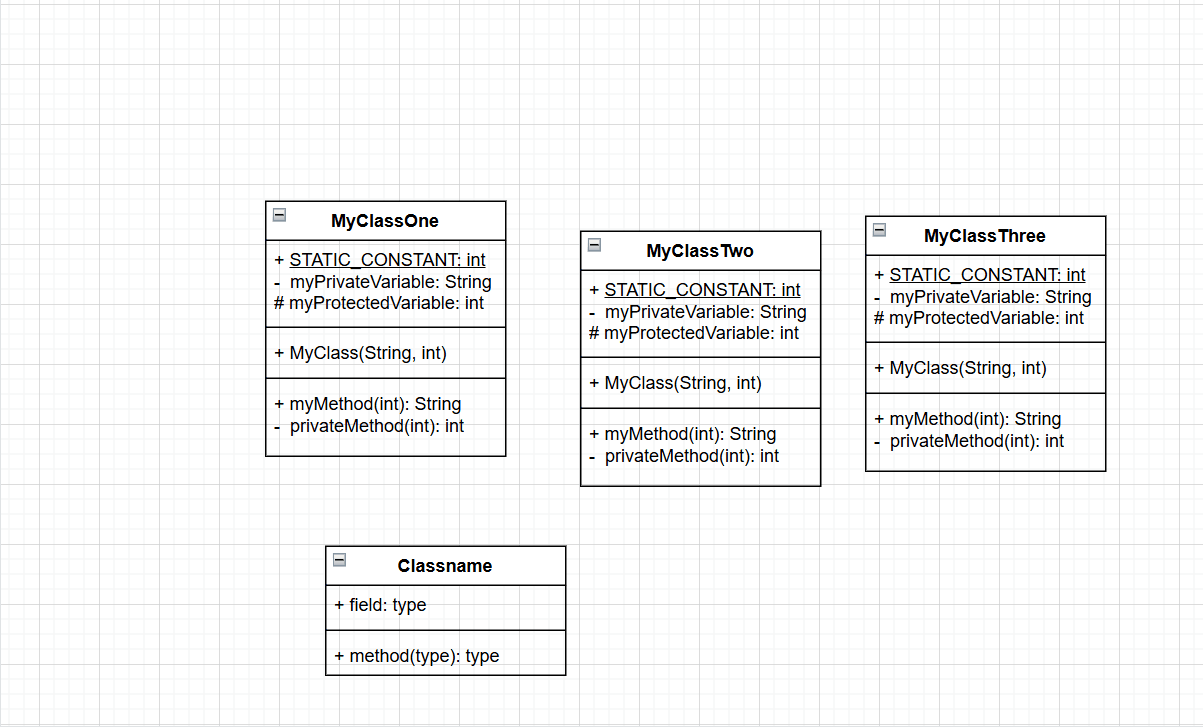 MyClassOne
+ STATIC_CONSTANT: int
- myPrivateVariable: String
# myProtectedVariable: int
+ MyClass(String, int)
+ myMethod(int): String
- privateMethod(int): int
MyClassTwo
+ STATIC_CONSTANT: int
- myPrivateVariable: String
# myProtectedVariable: int
+ MyClass(String, int)
+ myMethod(int): String
- privateMethod(int): int
MyClassThree
+ STATIC_CONSTANT: int
- myPrivateVariable: String
# myProtectedVariable: int
+ MyClass(String, int)
+ myMethod(int): String
- privateMethod(int): int
Classname
+ field: type
+ method(type): type